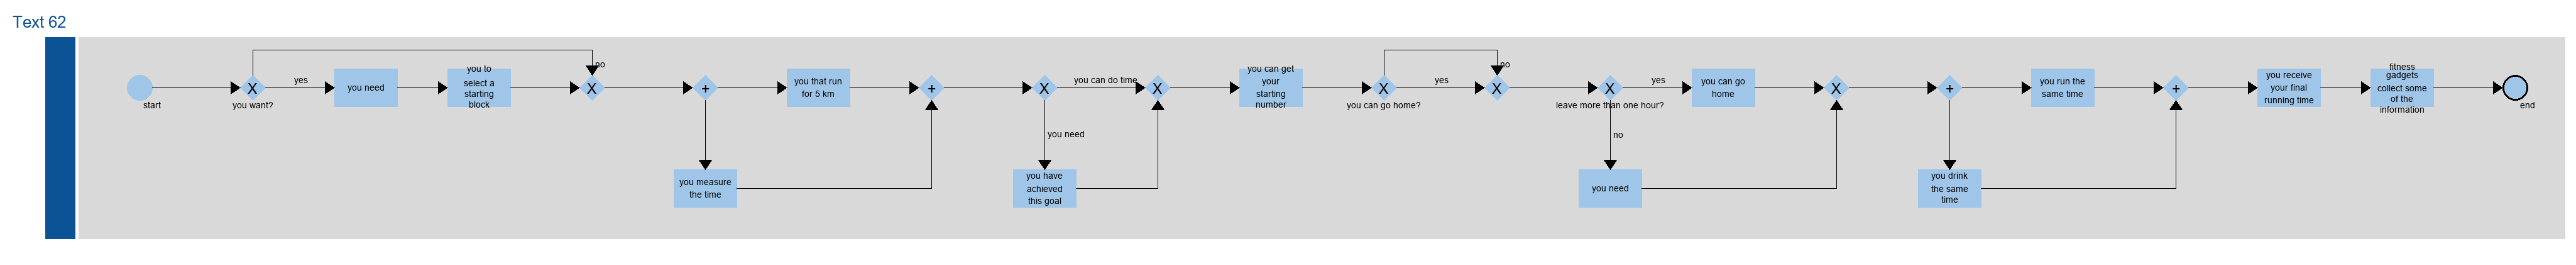 Text 62
start
X
you want?
yes
you need
you to
select a
starting
block
no
X
+
you measure
the time
you that run
for 5 km
+
X
you can do time
you need
you have
achieved
this goal
X
you can get
your
starting
number
X
you can go home?
yes
no
X
X
leave more than one hour?
yes
no
you can go
home
you need
X
+
you run the
same time
you drink
the same
time
+
you receive
your final
running time
fitness
gadgets
collect some
of the
information
end